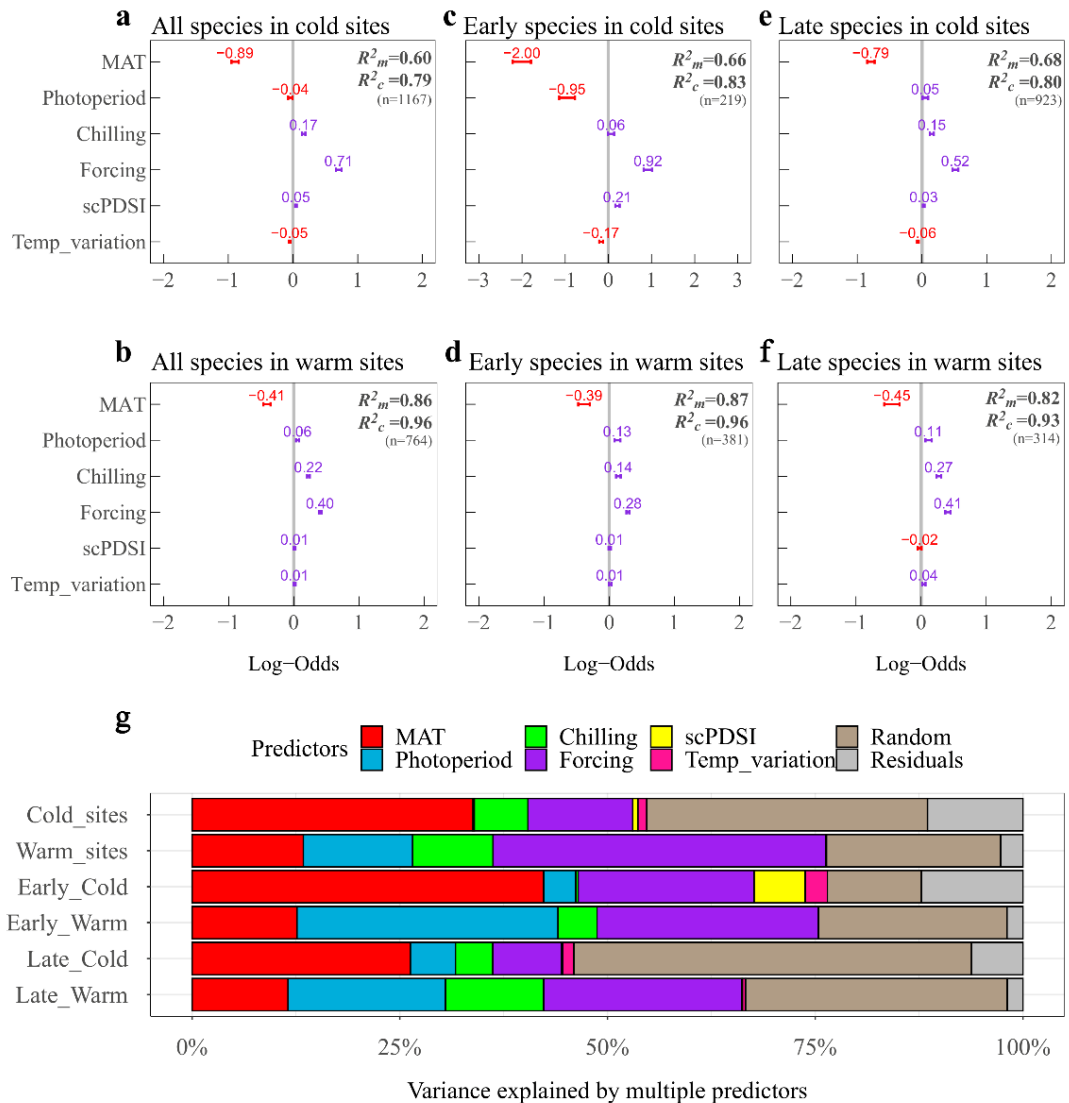 a All species in cold sites
MAT
Photoperiod
Chilling
Forcing
scPDSI
Temp_variation
−0.89
−0.04
0.17
0.71
0.05
−0.05
R²m=0.60
R²c=0.79
(n=1167)
−2 −1 0 1 2
c Early species in cold sites
−2.00
−0.95
0.06
0.92
0.21
−0.17
R²m=0.66
R²c=0.83
(n=219)
−3 −2 −1 0 1 2 3
e Late species in cold sites
−0.79
0.05
0.15
0.52
0.03
−0.06
R²m=0.68
R²c=0.80
(n=923)
−2 −1 0 1 2
b All species in warm sites
MAT
Photoperiod
Chilling
Forcing
scPDSI
Temp_variation
−0.41
0.06
0.22
0.40
0.01
0.01
R²m=0.86
R²c=0.96
(n=764)
−2 −1 0 1 2
Log−Odds
d Early species in warm sites
−0.39
0.13
0.14
0.28
0.01
0.01
R²m=0.87
R²c=0.96
(n=381)
−2 −1 0 1 2
Log−Odds
f Late species in warm sites
−0.45
0.11
0.27
0.41
−0.02
0.04
R²m=0.82
R²c=0.93
(n=314)
−2 −1 0 1 2
Log−Odds
g
Predictors
MAT Chilling scPDSI Random
Photoperiod Forcing Temp_variation Residuals
Cold_sites
Warm_sites
Early_Cold
Early_Warm
Late_Cold
Late_Warm
0% 25% 50% 75% 100%
Variance explained by multiple predictors